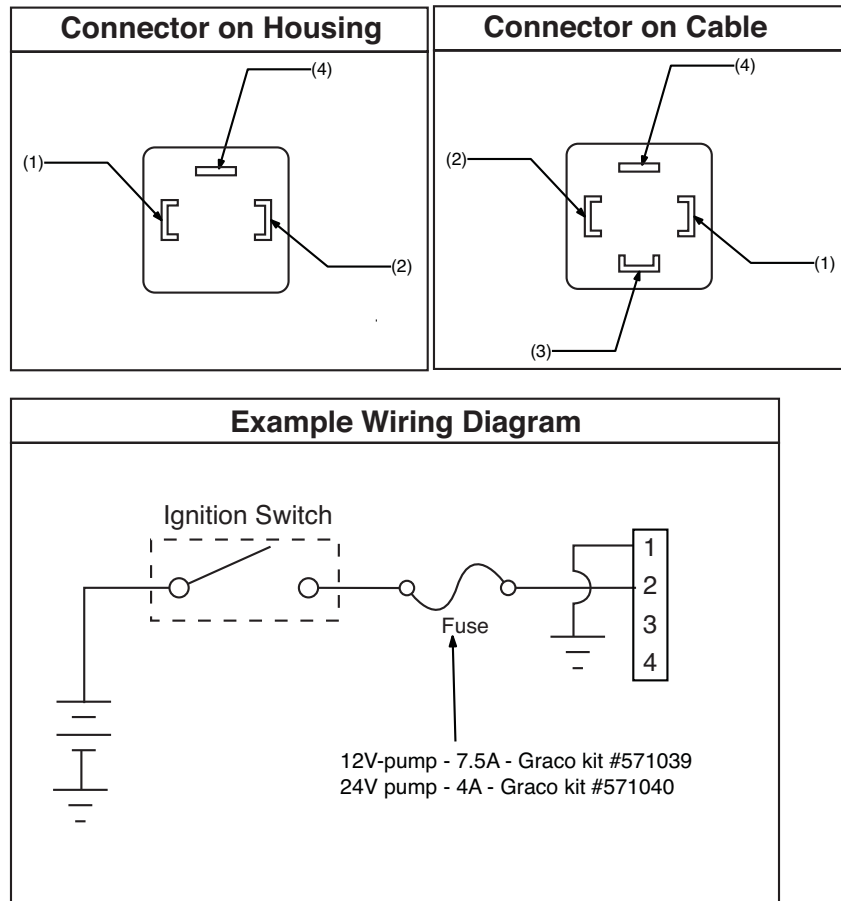 Connector on Housing
(4)
(1)
(2)
Connector on Cable
(4)
(2)
(1)
(3)
Example Wiring Diagram
Ignition Switch
1
2
3
4
Fuse
12V-pump - 7.5A - Graco kit #571039
24V pump - 4A - Graco kit #571040